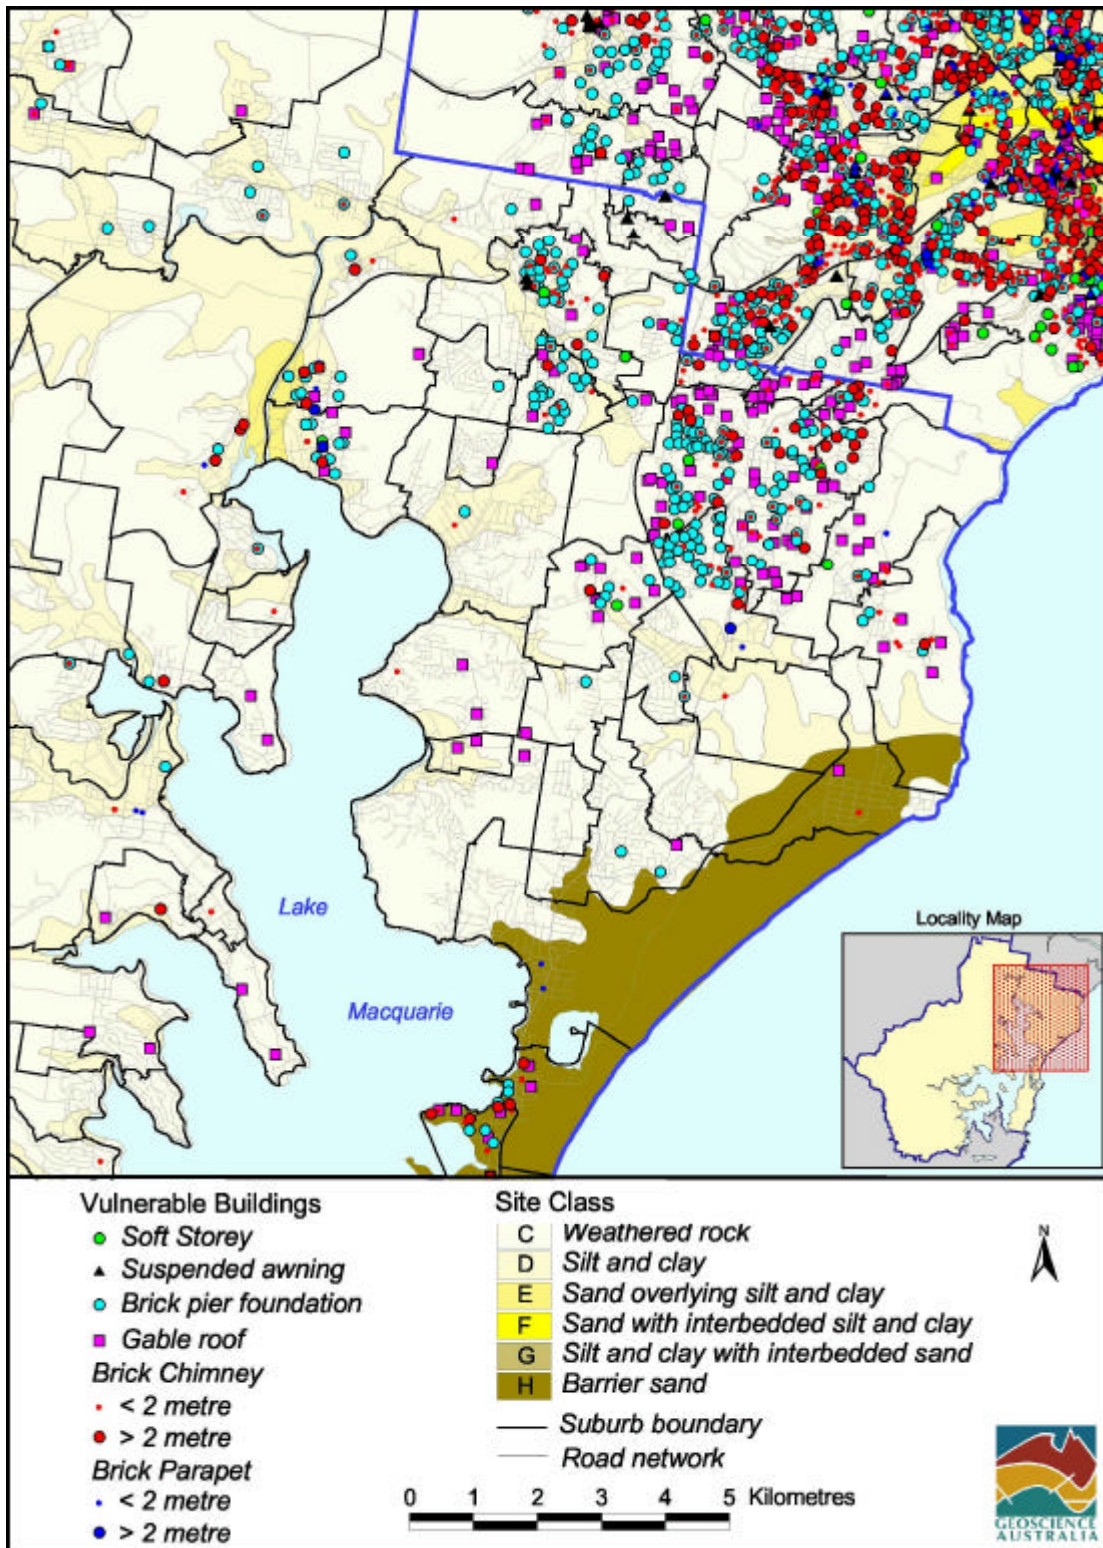 Lake
Macquarie
Locality Map
Vulnerable Buildings
Soft Storey
Suspended awning
Brick pier foundation
Gable roof
Brick Chimney
< 2 metre
> 2 metre
Brick Parapet
< 2 metre
> 2 metre
Site Class
C Weathered rock
D Silt and clay
E Sand overlying silt and clay
F Sand with interbedded silt and clay
G Silt and clay with interbedded sand
H Barrier sand
Suburb boundary
Road network
0 1 2 3 4 5 Kilometres
N
GEOSCIENCE
AUSTRALIA